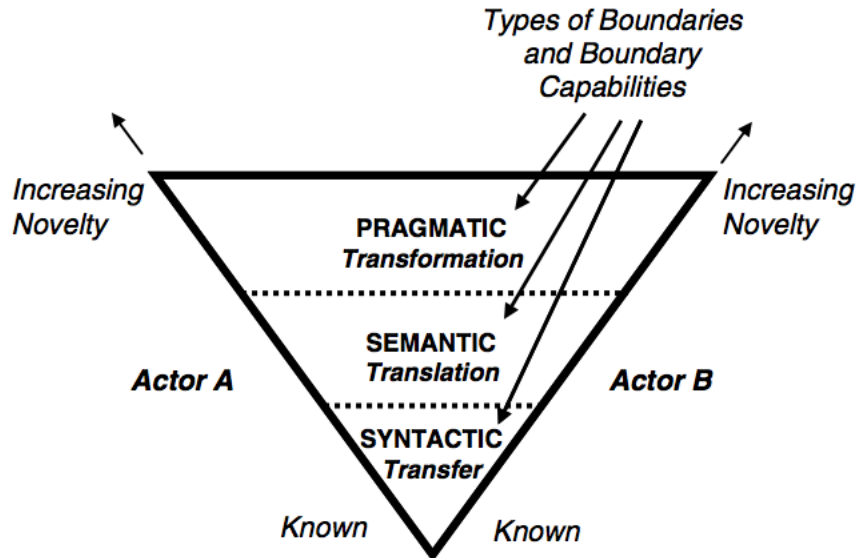 Types of Boundaries
and Boundary
Capabilities
Increasing
Novelty
Increasing
Novelty
PRAGMATIC
Transformation
SEMANTIC
Translation
Actor A
Actor B
SYNTACTIC
Transfer
Known
Known